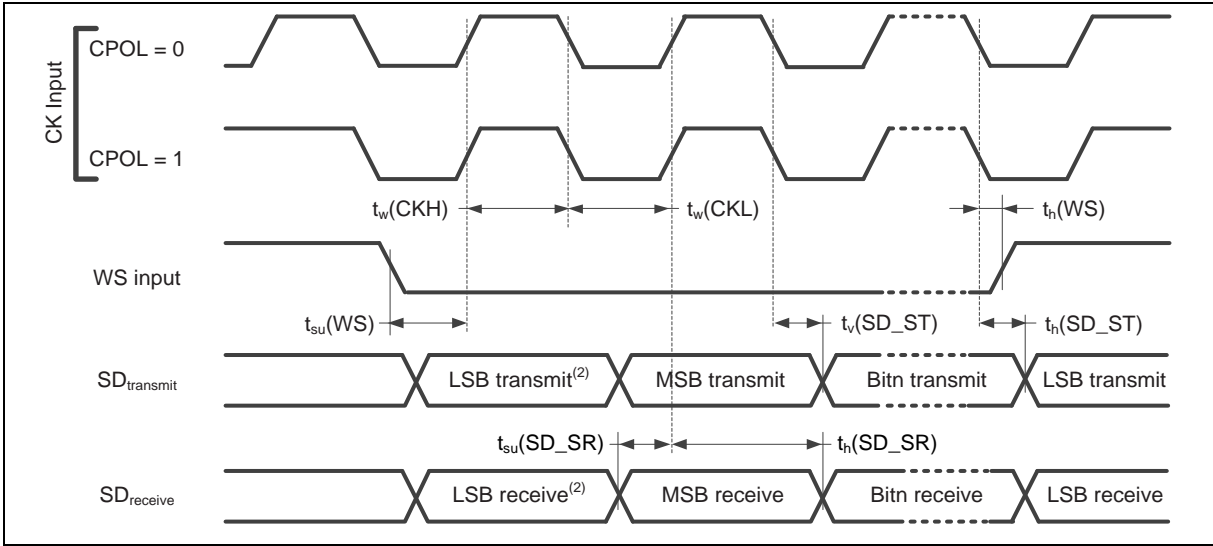 CK Input
CPOL = 0
CPOL = 1
tw(CKH)
tw(CKL)
th(WS)
WS input
tsu(WS)
tv(SD_ST)
th(SD_ST)
SDtransmit
LSB transmit(2)
MSB transmit
Bitn transmit
LSB transmit
tsu(SD_SR)
th(SD_SR)
SDreceive
LSB receive(2)
MSB receive
Bitn receive
LSB receive